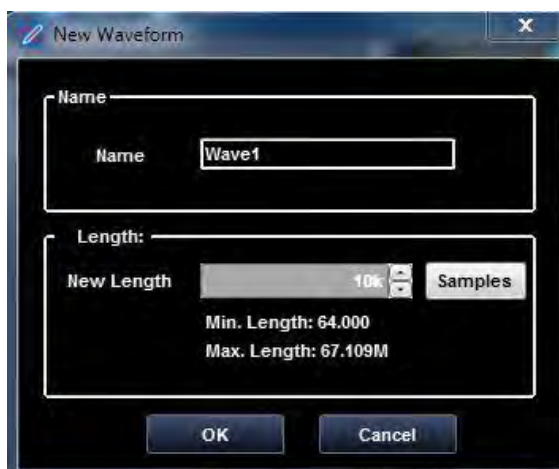 New Waveform
x
Name
Name Wave1
Length:
New Length 10k Samples
Min. Length: 64.000
Max. Length: 67.109M
OK Cancel